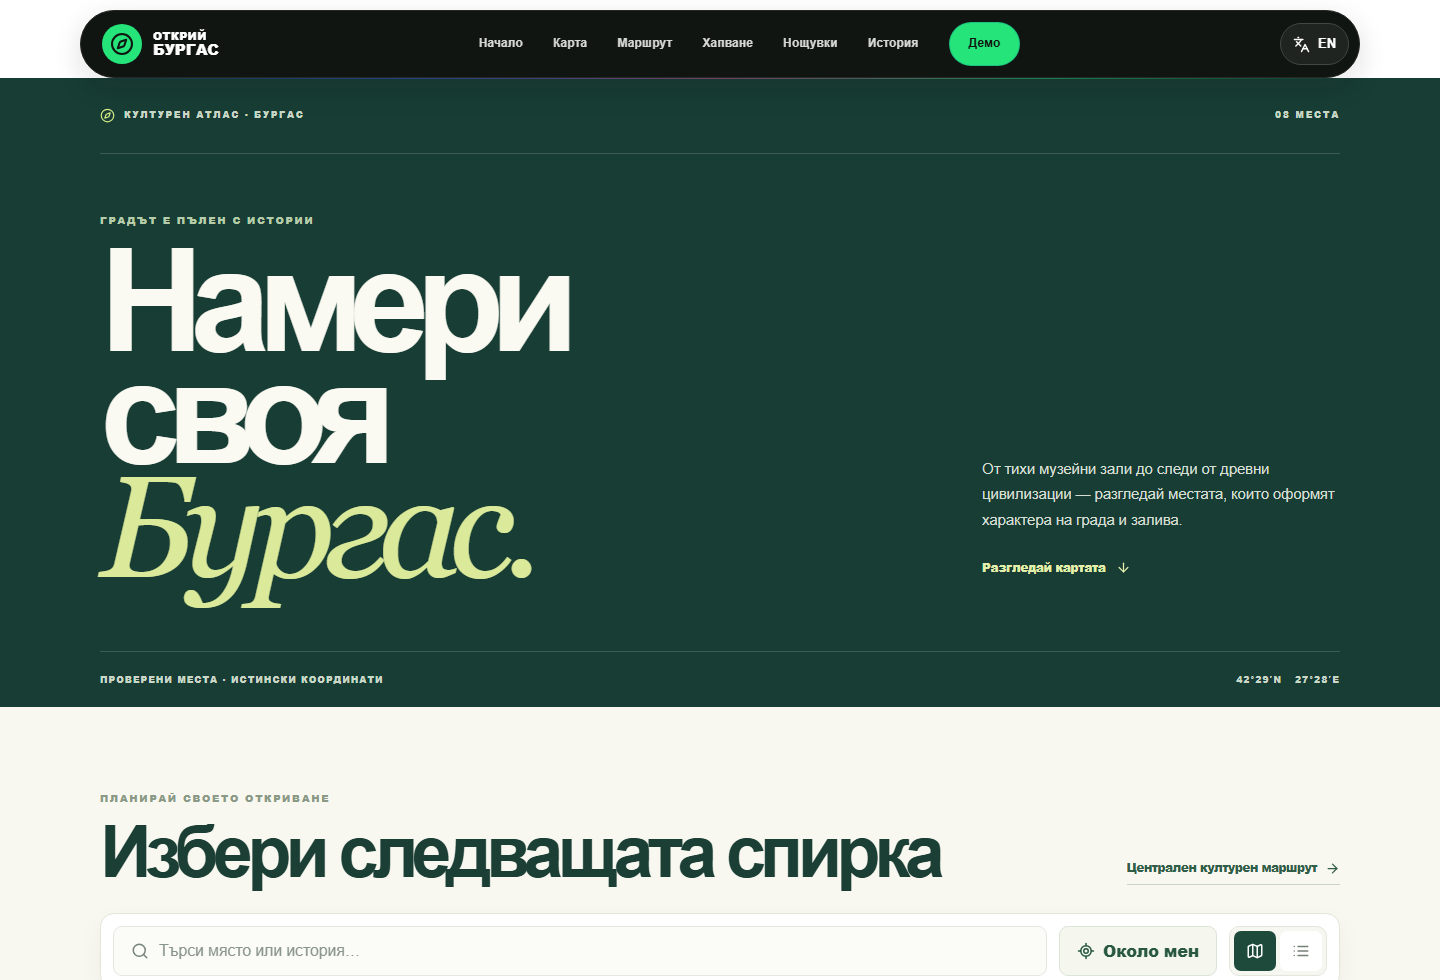 ОТКРИЙ
БУРГАС
Начало
Карта
Маршрут
Хапване
Нощувки
История
Демо
EN
КУЛТУРЕН АТЛАС · БУРГАС
08 МЕСТА
ГРАДЪТ Е ПЪЛЕН С ИСТОРИИ
Намери
своя
Бургас.
От тихи музейни зали до следи от древни
цивилизации — разгледай местата, които оформят
характера на града и залива.
Разгледай картата
ПРОВЕРЕНИ МЕСТА · ИСТИНСКИ КООРДИНАТИ
42°29′N 27°28′E
ПЛАНИРАЙ СВОЕТО ОТКРИВАНЕ
Избери следващата спирка
Централен културен маршрут
Търси място или история…
Около мен